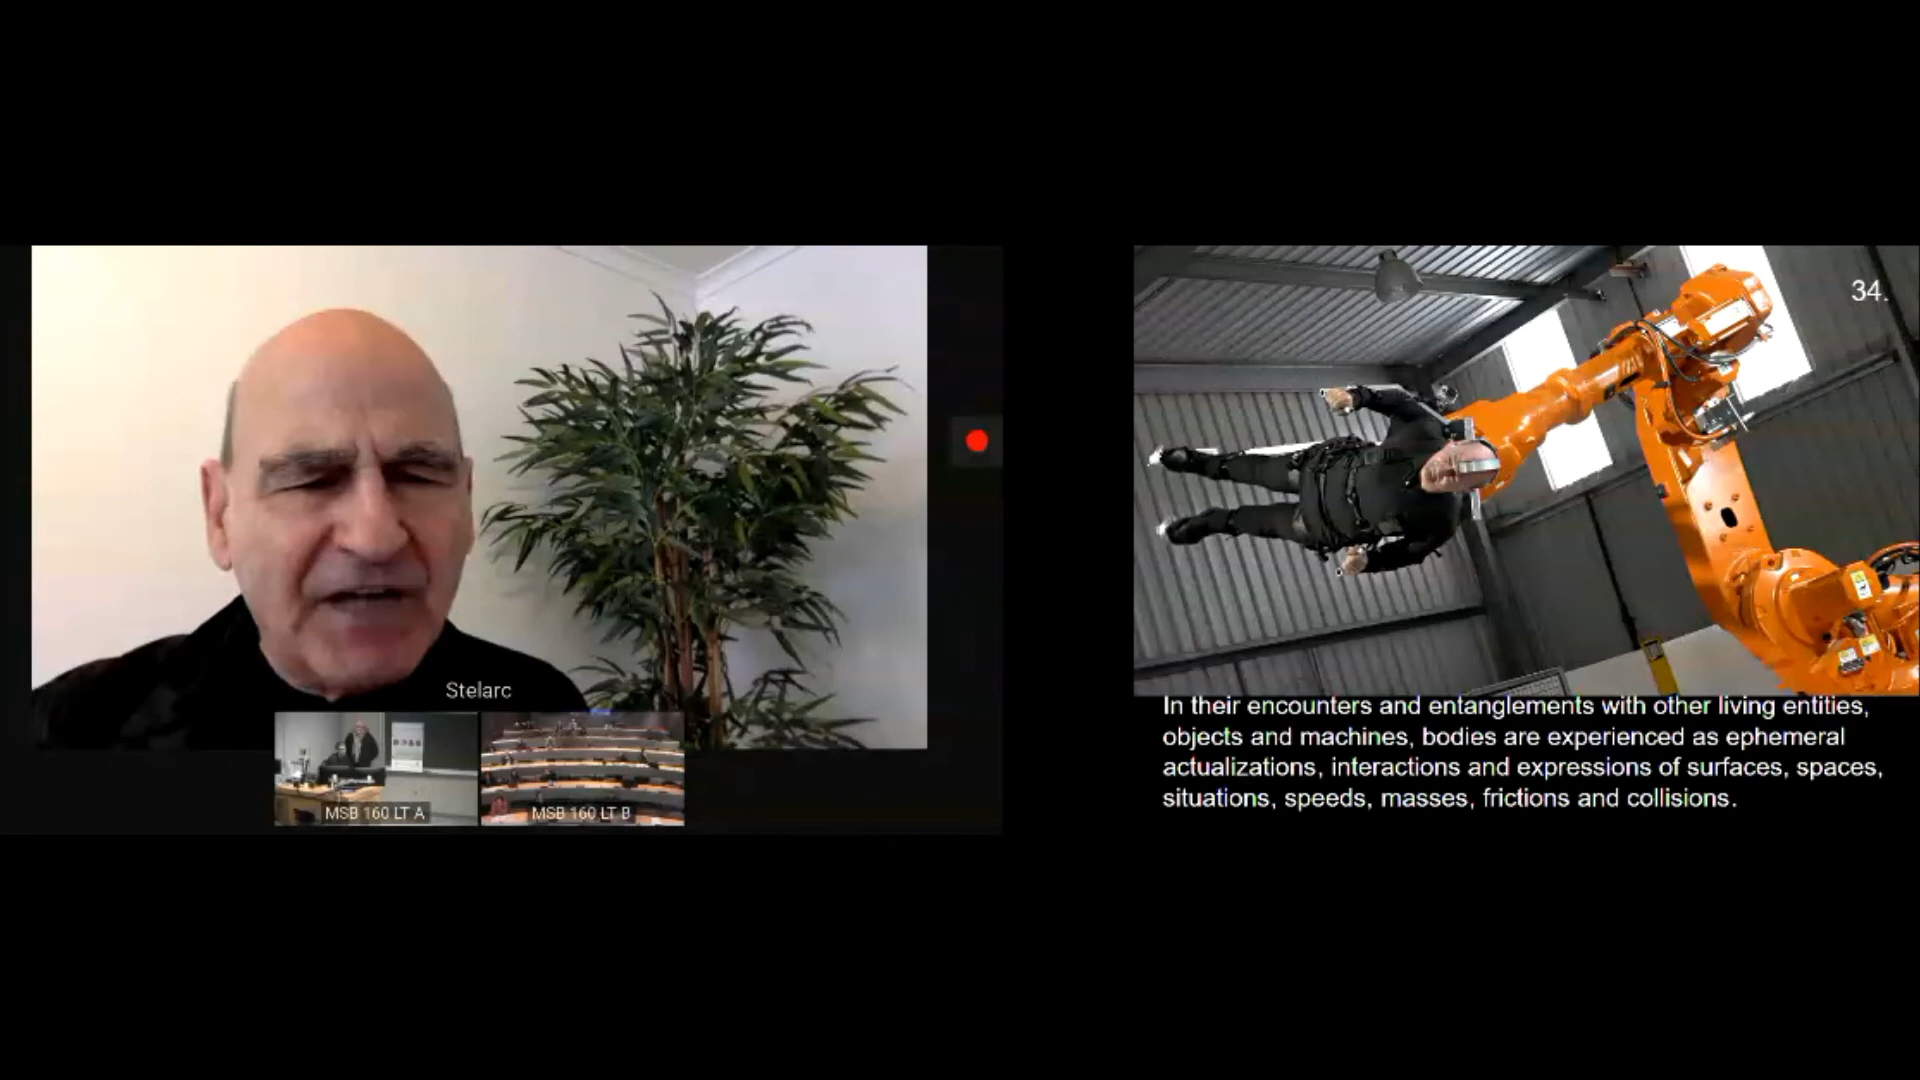 Stelarc
MSB 160 LT A
MSB 160 LT B
34.
In their encounters and entanglements with other living entities,
objects and machines, bodies are experienced as ephemeral
actualizations, interactions and expressions of surfaces, spaces,
situations, speeds, masses, frictions and collisions.